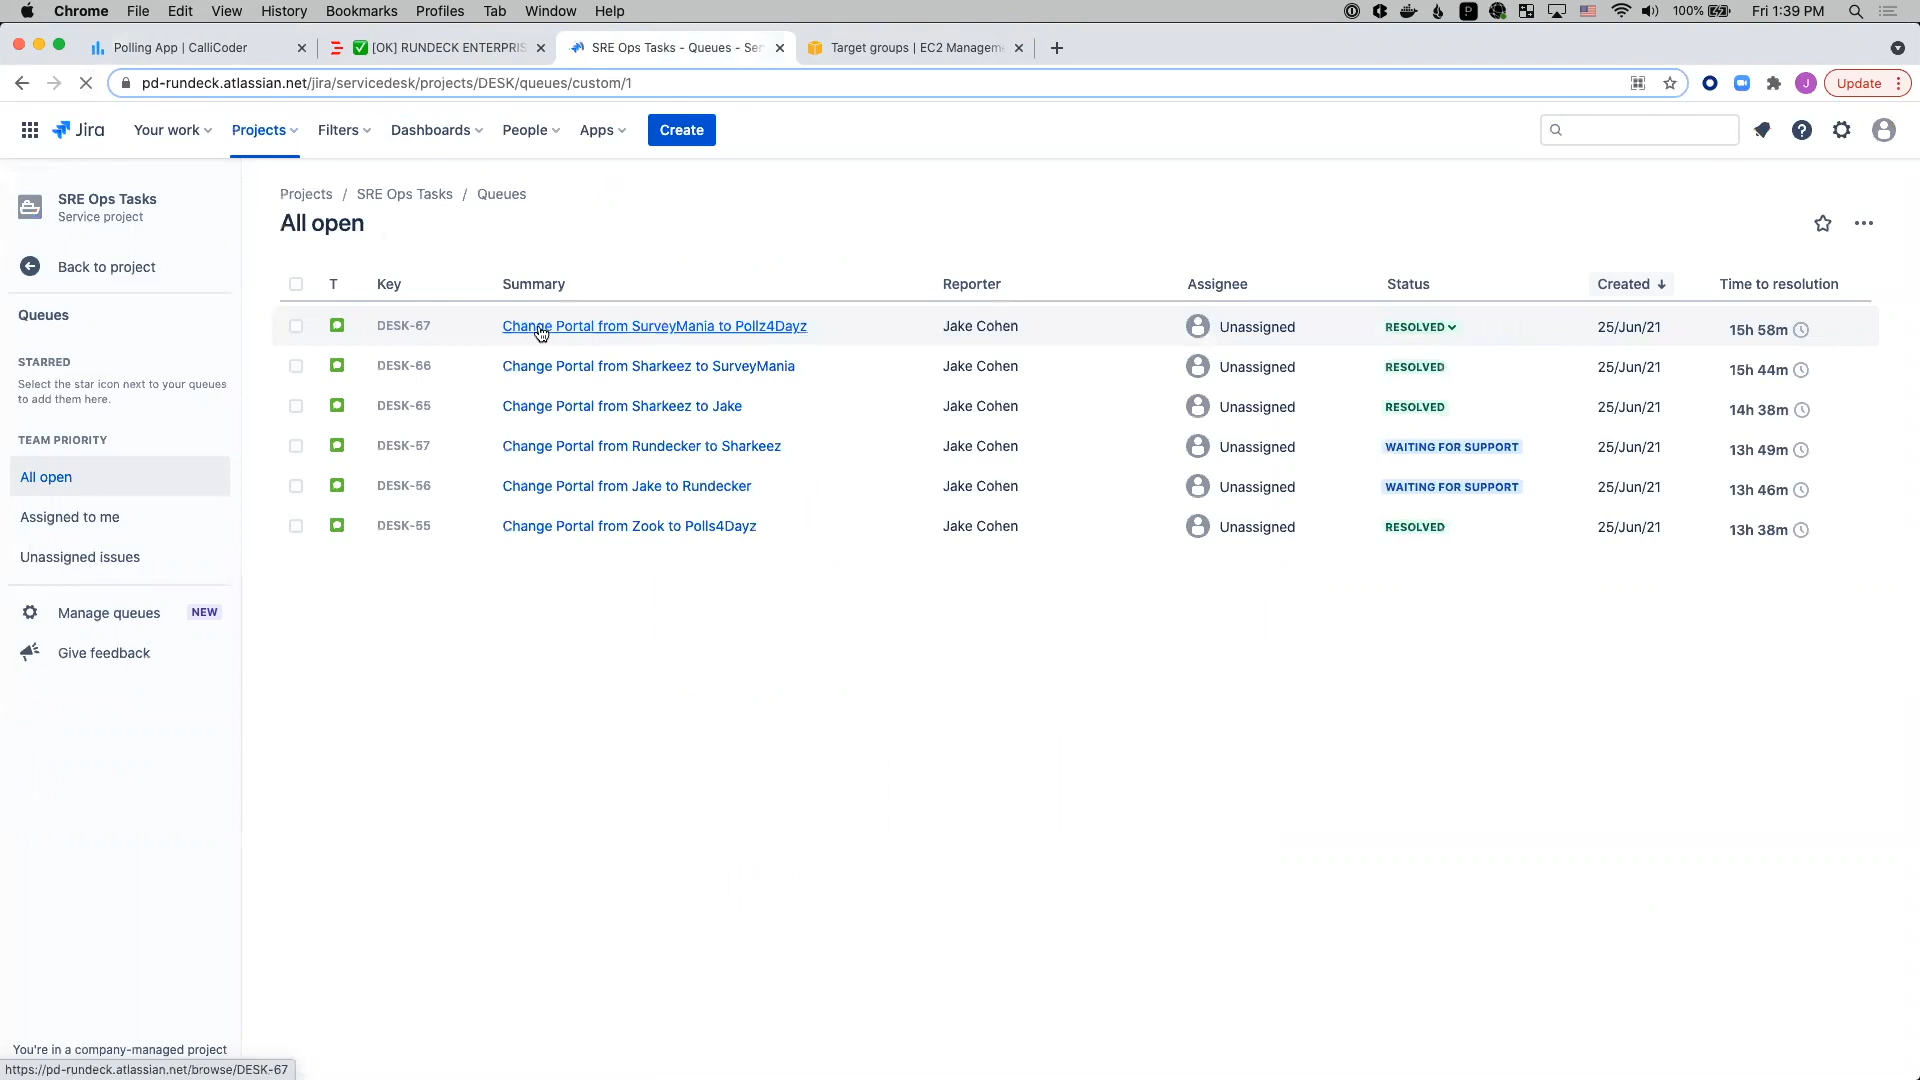 Chrome File Edit View History Bookmarks Profiles Tab Window Help 100% Fri 1:39 PM
Polling App | CalliCoder [OK] RUNDECK ENTERPRIS SRE Ops Tasks - Queues - Ser Target groups | EC2 Managem
pd-rundeck.atlassian.net/jira/servicedesk/projects/DESK/queues/custom/1 J Update
Jira Your work Projects Filters Dashboards People Apps Create
SRE Ops Tasks
Service project
Back to project
Queues
STARRED
Select the star icon next to your queues
to add them here.
TEAM PRIORITY
All open
Assigned to me
Unassigned issues
Manage queues NEW
Give feedback
You're in a company-managed project
https://pd-rundeck.atlassian.net/browse/DESK-67
Projects / SRE Ops Tasks / Queues
All open
T Key Summary Reporter Assignee Status Created Time to resolution
DESK-67 Change Portal from SurveyMania to Pollz4Dayz Jake Cohen Unassigned RESOLVED 25/Jun/21 15h 58m
DESK-66 Change Portal from Sharkeez to SurveyMania Jake Cohen Unassigned RESOLVED 25/Jun/21 15h 44m
DESK-65 Change Portal from Sharkeez to Jake Jake Cohen Unassigned RESOLVED 25/Jun/21 14h 38m
DESK-57 Change Portal from Rundecker to Sharkeez Jake Cohen Unassigned WAITING FOR SUPPORT 25/Jun/21 13h 49m
DESK-56 Change Portal from Jake to Rundecker Jake Cohen Unassigned WAITING FOR SUPPORT 25/Jun/21 13h 46m
DESK-55 Change Portal from Zook to Polls4Dayz Jake Cohen Unassigned RESOLVED 25/Jun/21 13h 38m